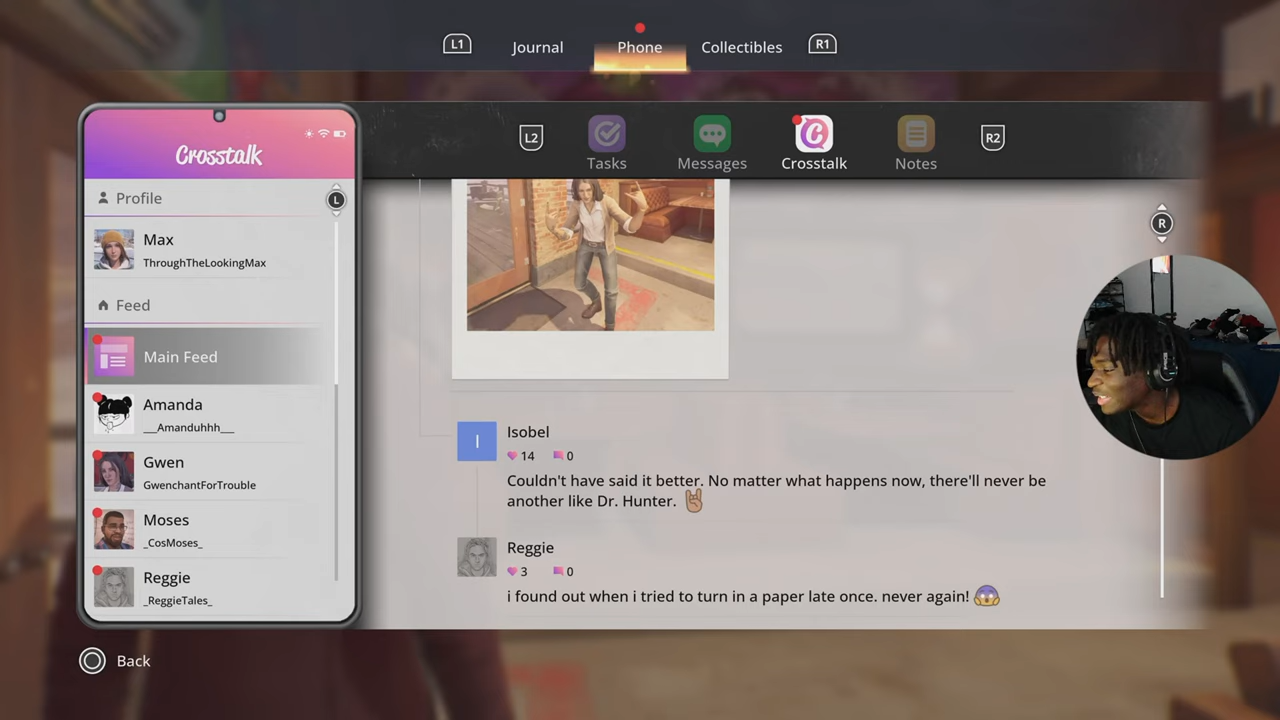 L1
Journal
Phone
Collectibles
R1
Crosstalk
L2
Tasks
Messages
Crosstalk
Notes
R2
Profile
L
R
Max
ThroughTheLookingMax
Feed
Main Feed
Amanda
___Amanduhhh___
Gwen
GwenchantForTrouble
Moses
_CosMoses_
Reggie
_ReggieTales_
I
Isobel
14
0
Couldn't have said it better. No matter what happens now, there'll never be
another like Dr. Hunter. 🤘🏽
Reggie
3
0
i found out when i tried to turn in a paper late once. never again! 😱
Back